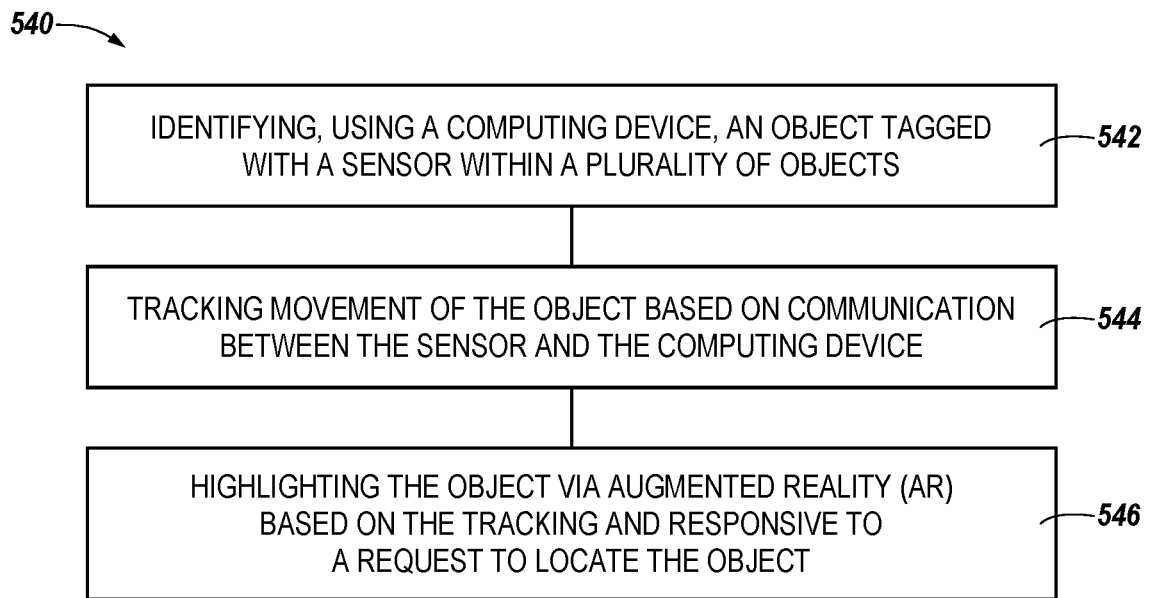 540
IDENTIFYING, USING A COMPUTING DEVICE, AN OBJECT TAGGED
WITH A SENSOR WITHIN A PLURALITY OF OBJECTS
542
TRACKING MOVEMENT OF THE OBJECT BASED ON COMMUNICATION
BETWEEN THE SENSOR AND THE COMPUTING DEVICE
544
HIGHLIGHTING THE OBJECT VIA AUGMENTED REALITY (AR)
BASED ON THE TRACKING AND RESPONSIVE TO
A REQUEST TO LOCATE THE OBJECT
546